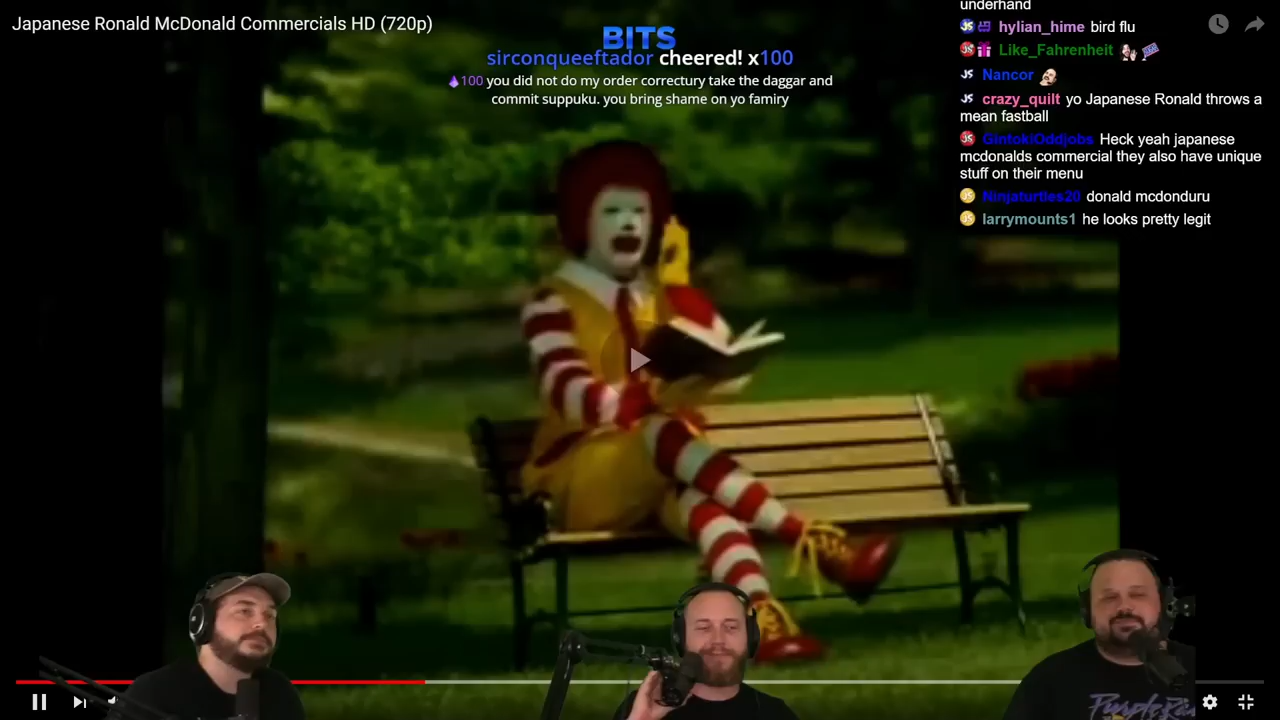 Japanese Ronald McDonald Commercials HD (720p)
BITS
sirconqueeftador cheered! x100
100 you did not do my order correctury take the daggar and
commit suppuku. you bring shame on yo famiry
underhand
hylian_hime bird flu
Like_Fahrenheit
Nancor
crazy_quilt yo Japanese Ronald throws a
mean fastball
GintokiOddjobs Heck yeah japanese
mcdonalds commercial they also have unique
stuff on their menu
Ninjaturtles20 donald mcdonduru
larrymounts1 he looks pretty legit